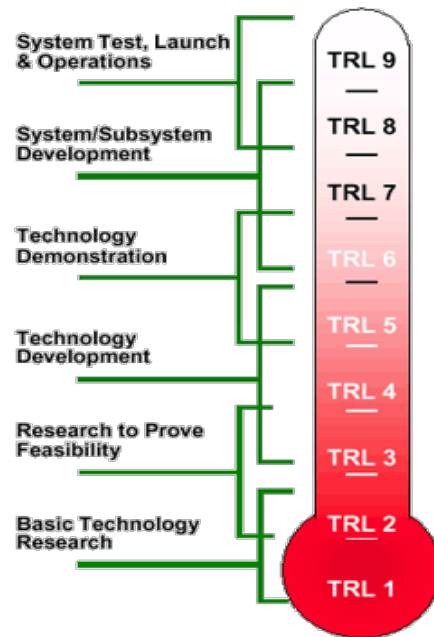 System Test, Launch
& Operations
System/Subsystem
Development
Technology
Demonstration
Technology
Development
Research to Prove
Feasibility
Basic Technology
Research
TRL 9
TRL 8
TRL 7
TRL 6
TRL 5
TRL 4
TRL 3
TRL 2
TRL 1